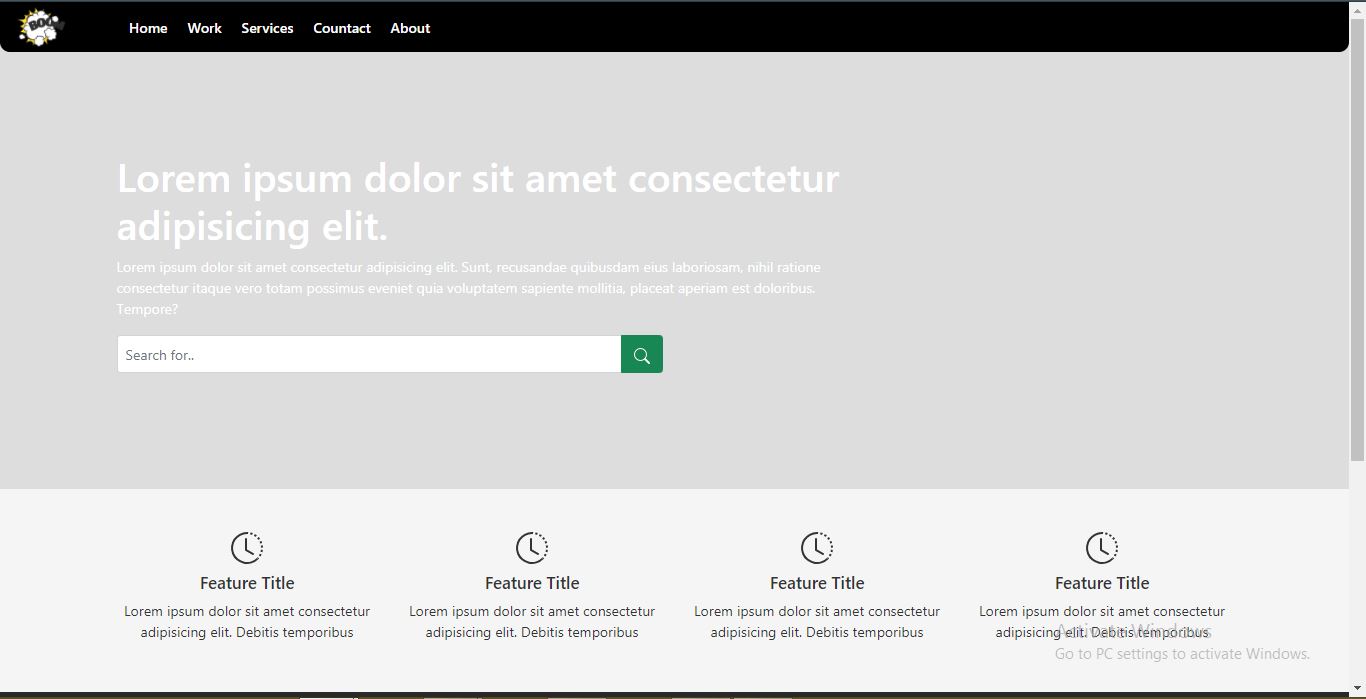 BOOM
Home Work Services Countact About
Lorem ipsum dolor sit amet consectetur
adipisicing elit.
Lorem ipsum dolor sit amet consectetur adipisicing elit. Sunt, recusandae quibusdam eius laboriosam, nihil ratione
consectetur itaque vero totam possimus eveniet quia voluptatem sapiente mollitia, placeat aperiam est doloribus.
Tempore?
Search for..
Feature Title
Lorem ipsum dolor sit amet consectetur
adipisicing elit. Debitis temporibus
Feature Title
Lorem ipsum dolor sit amet consectetur
adipisicing elit. Debitis temporibus
Feature Title
Lorem ipsum dolor sit amet consectetur
adipisicing elit. Debitis temporibus
Feature Title
Lorem ipsum dolor sit amet consectetur
adipisicing elit. Debitis temporibus
Activate Windows
Go to PC settings to activate Windows.